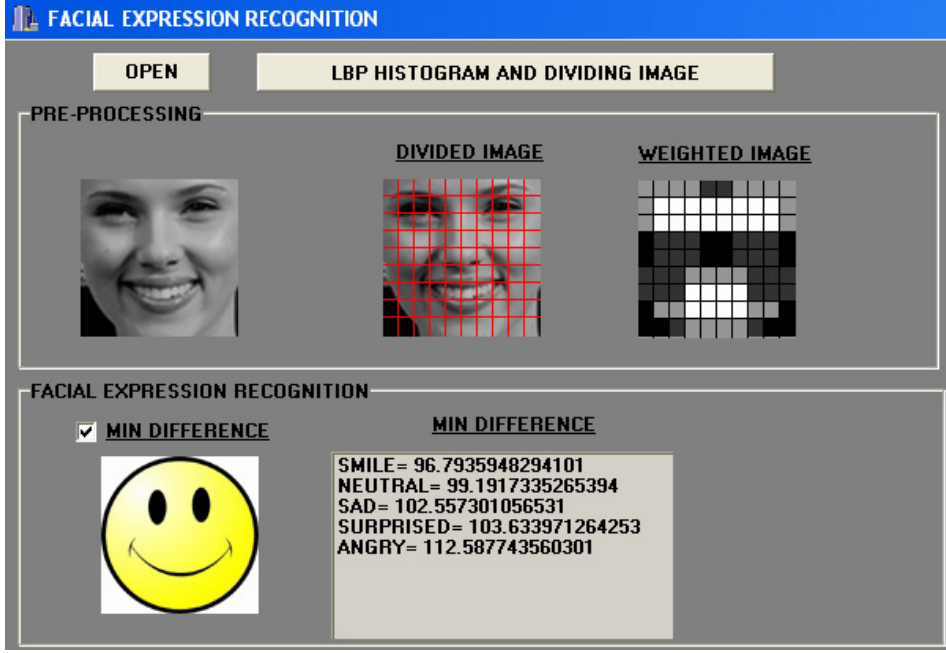 FACIAL EXPRESSION RECOGNITION
OPEN
LBP HISTOGRAM AND DIVIDING IMAGE
PRE-PROCESSING
DIVIDED IMAGE
WEIGHTED IMAGE
FACIAL EXPRESSION RECOGNITION
MIN DIFFERENCE
MIN DIFFERENCE
SMILE= 96.7935948294101
NEUTRAL= 99.1917335265394
SAD= 102.557301056531
SURPRISED= 103.633971264253
ANGRY= 112.587743560301